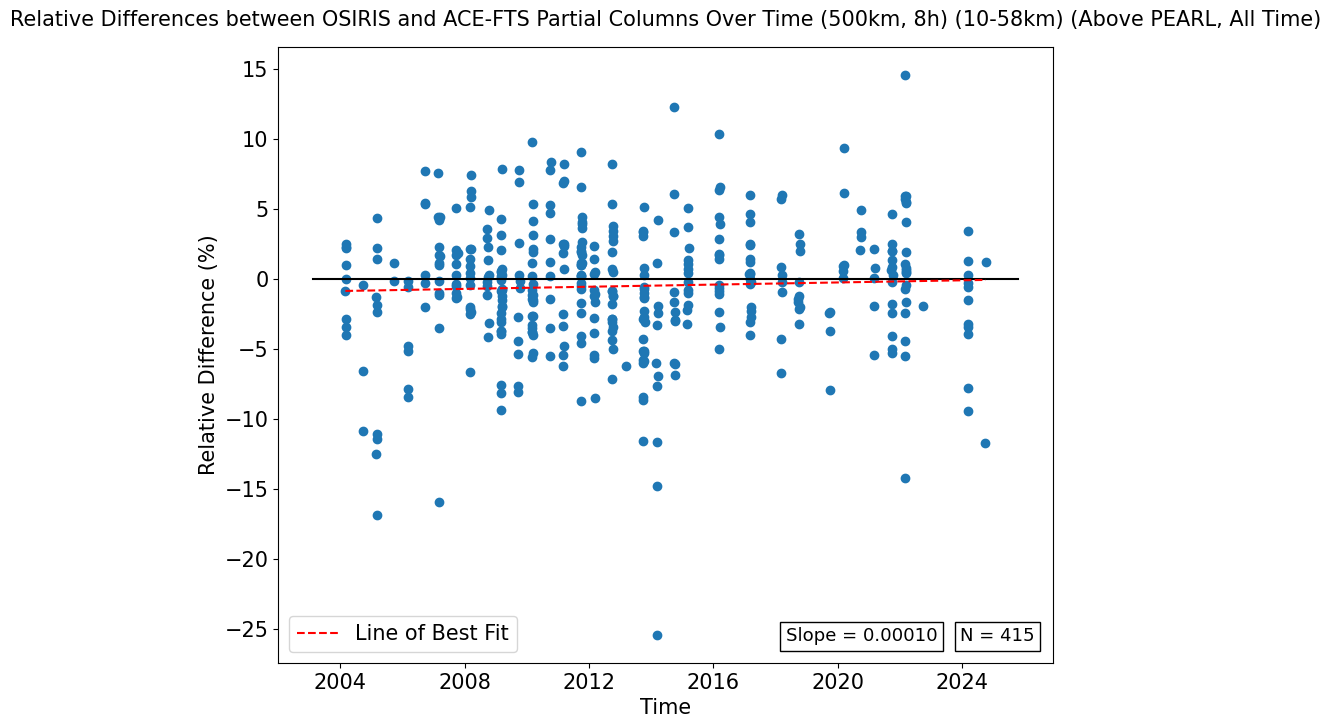 Relative Differences between OSIRIS and ACE-FTS Partial Columns Over Time (500km, 8h) (10-58km) (Above PEARL, All Time)
Relative Difference (%)
15
10
5
0
−5
−10
−15
−20
−25
Line of Best Fit
Slope = 0.00010
N = 415
2004 2008 2012 2016 2020 2024
Time